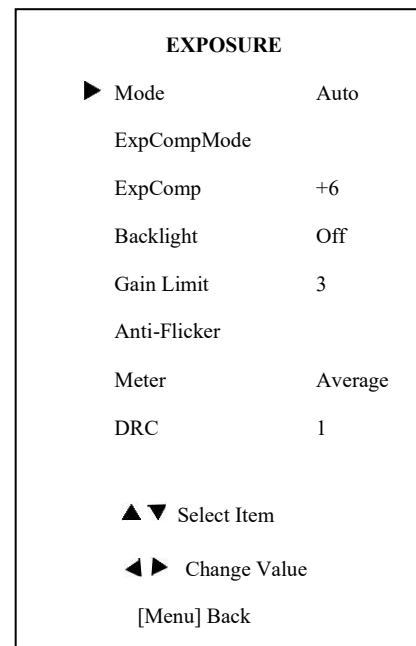 EXPOSURE
▶ Mode Auto
ExpCompMode
ExpComp +6
Backlight Off
Gain Limit 3
Anti-Flicker
Meter Average
DRC 1
▲ ▼ Select Item
◀ ▶ Change Value
[Menu] Back